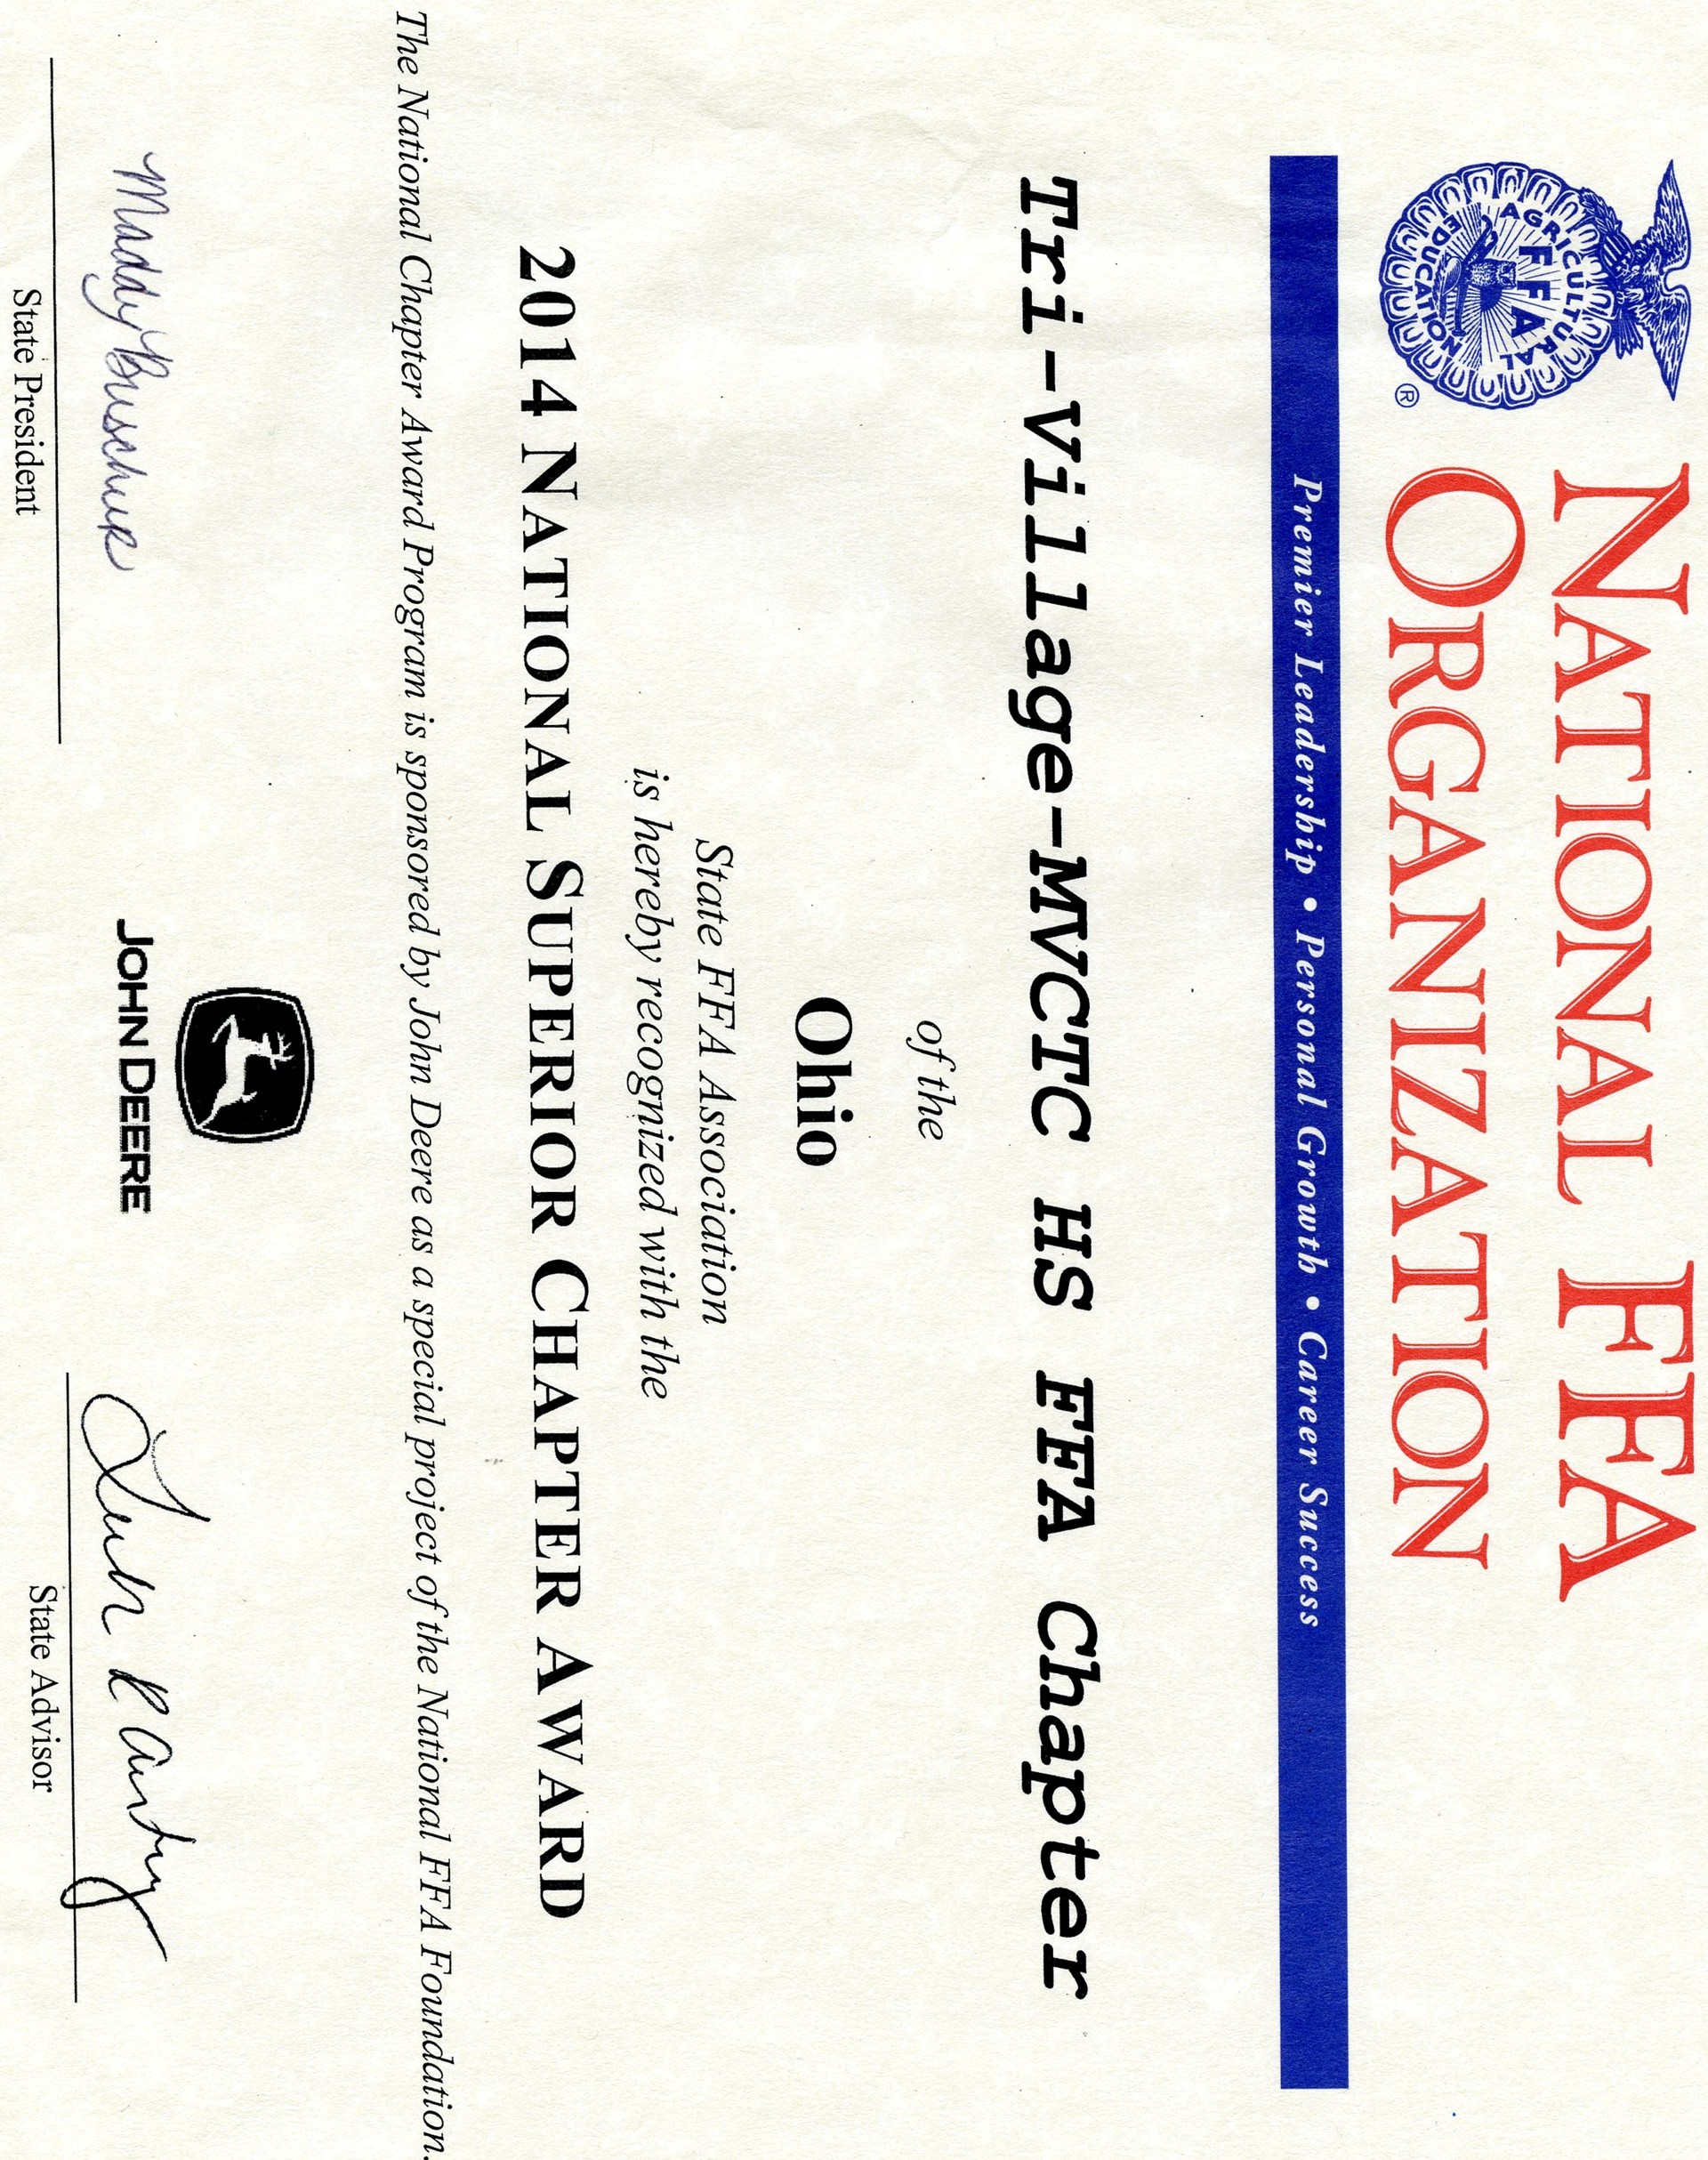 NATIONAL FFA
ORGANIZATION
AGRICULTURAL
FFA
EDUCATION
®
Premier Leadership • Personal Growth • Career Success
Tri-Village-MVCTC HS FFA Chapter
of the
Ohio
State FFA Association
is hereby recognized with the
2014 NATIONAL SUPERIOR CHAPTER AWARD
The National Chapter Award Program is sponsored by John Deere as a special project of the National FFA Foundation.
JOHN DEERE
Maddy Buschur
State President
State Advisor